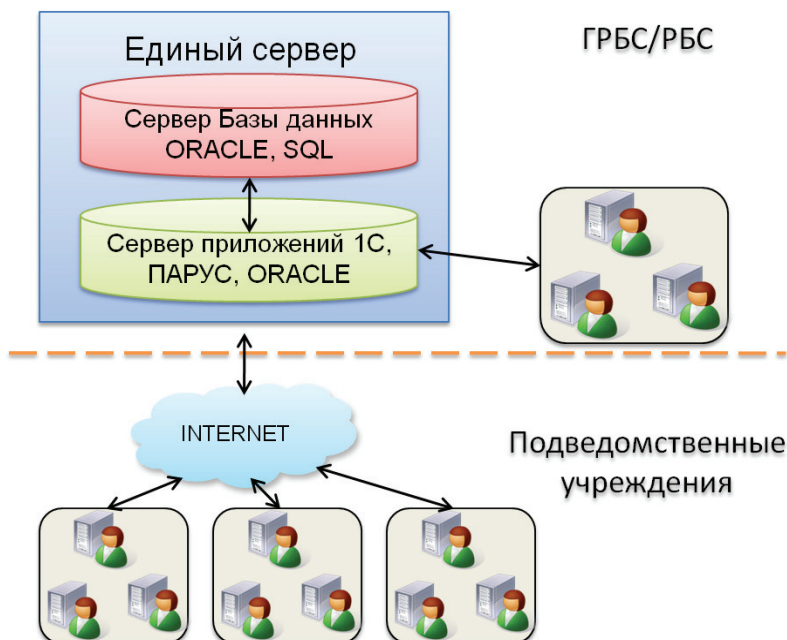 Единый сервер
ГРБС/РБС
Сервер Базы данных
ORACLE, SQL
Сервер приложений 1С,
ПАРУС, ORACLE
INTERNET
Подведомственные
учреждения